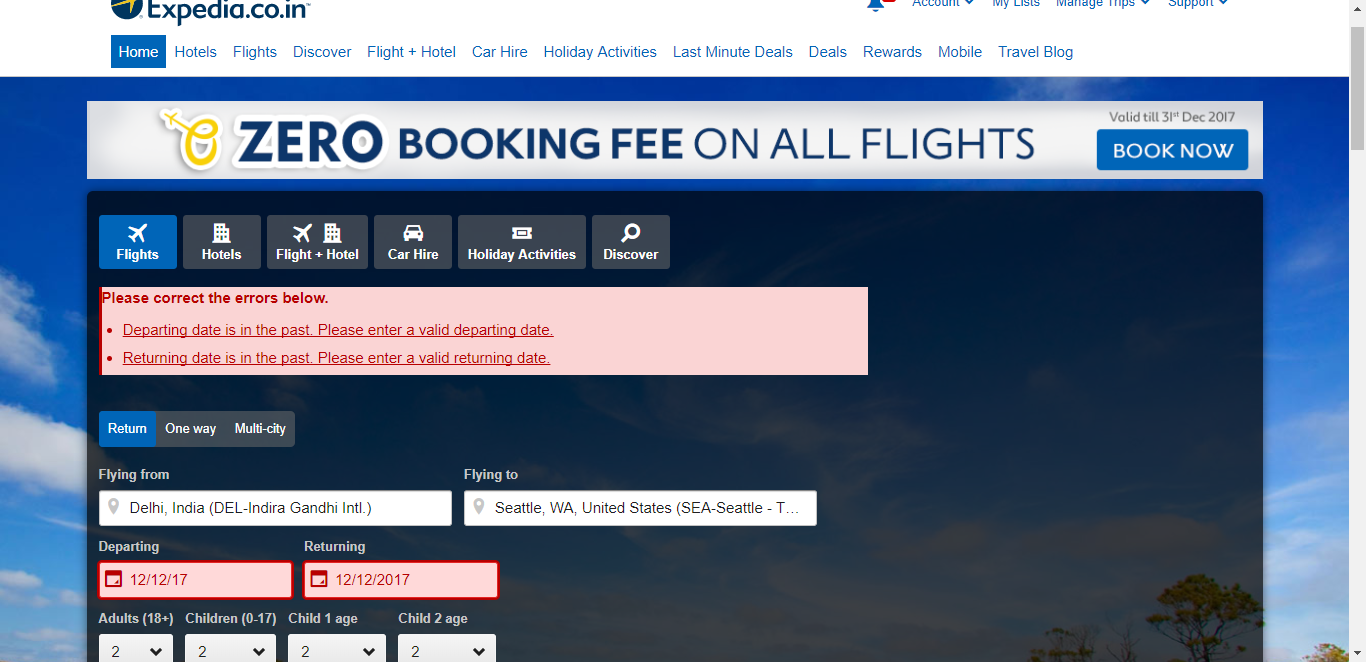 Expedia.co.in™
Account My Lists Manage Trips Support
Home Hotels Flights Discover Flight + Hotel Car Hire Holiday Activities Last Minute Deals Deals Rewards Mobile Travel Blog
ZERO BOOKING FEE ON ALL FLIGHTS
Valid till 31st Dec 2017
BOOK NOW
Flights Hotels Flight + Hotel Car Hire Holiday Activities Discover
Please correct the errors below.
• Departing date is in the past. Please enter a valid departing date.
• Returning date is in the past. Please enter a valid returning date.
Return One way Multi-city
Flying from Flying to
Delhi, India (DEL-Indira Gandhi Intl.) Seattle, WA, United States (SEA-Seattle - T...
Departing Returning
12/12/17 12/12/2017
Adults (18+) Children (0-17) Child 1 age Child 2 age
2 2 2 2